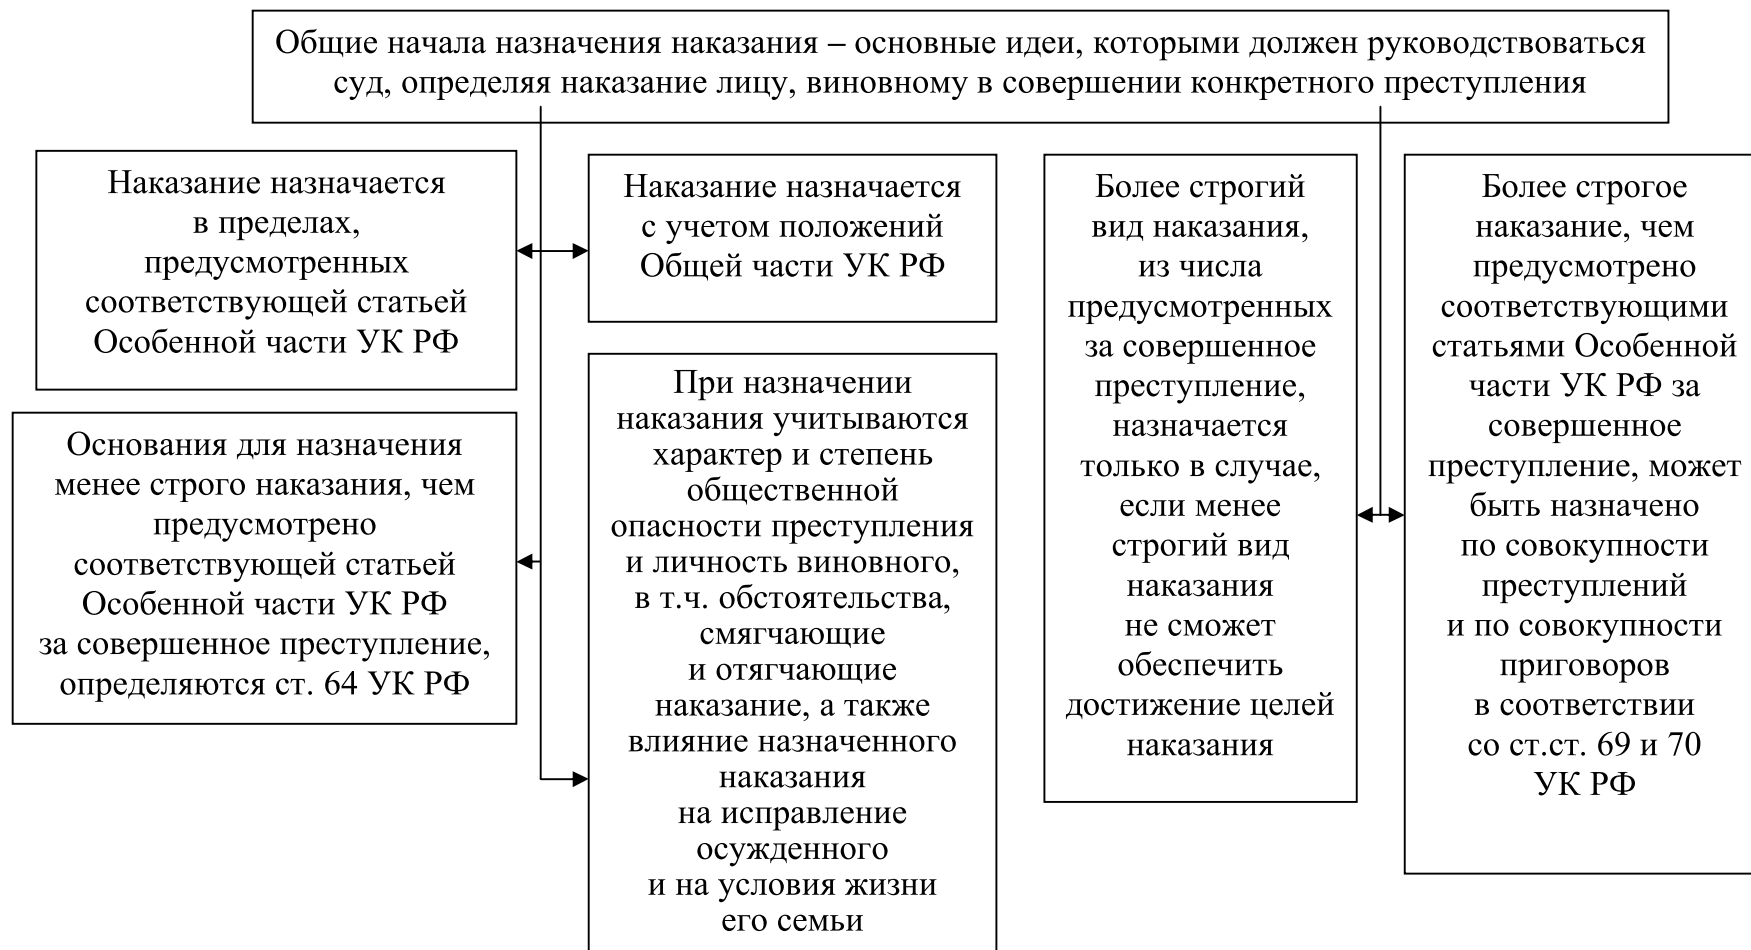 Общие начала назначения наказания – основные идеи, которыми должен руководствоваться
суд, определяя наказание лицу, виновному в совершении конкретного преступления
Наказание назначается
в пределах,
предусмотренных
соответствующей статьей
Особенной части УК РФ
Наказание назначается
с учетом положений
Общей части УК РФ
Основания для назначения
менее строго наказания, чем
предусмотрено
соответствующей статьей
Особенной части УК РФ
за совершенное преступление,
определяются ст. 64 УК РФ
При назначении
наказания учитываются
характер и степень
общественной
опасности преступления
и личность виновного,
в т.ч. обстоятельства,
смягчающие
и отягчающие
наказание, а также
влияние назначенного
наказания
на исправление
осужденного
и на условия жизни
его семьи
Более строгий
вид наказания,
из числа
предусмотренных
за совершенное
преступление,
назначается
только в случае,
если менее
строгий вид
наказания
не сможет
обеспечить
достижение целей
наказания
Более строгое
наказание, чем
предусмотрено
соответствующими
статьями Особенной
части УК РФ за
совершенное
преступление, может
быть назначено
по совокупности
преступлений
и по совокупности
приговоров
в соответствии
со ст.ст. 69 и 70
УК РФ